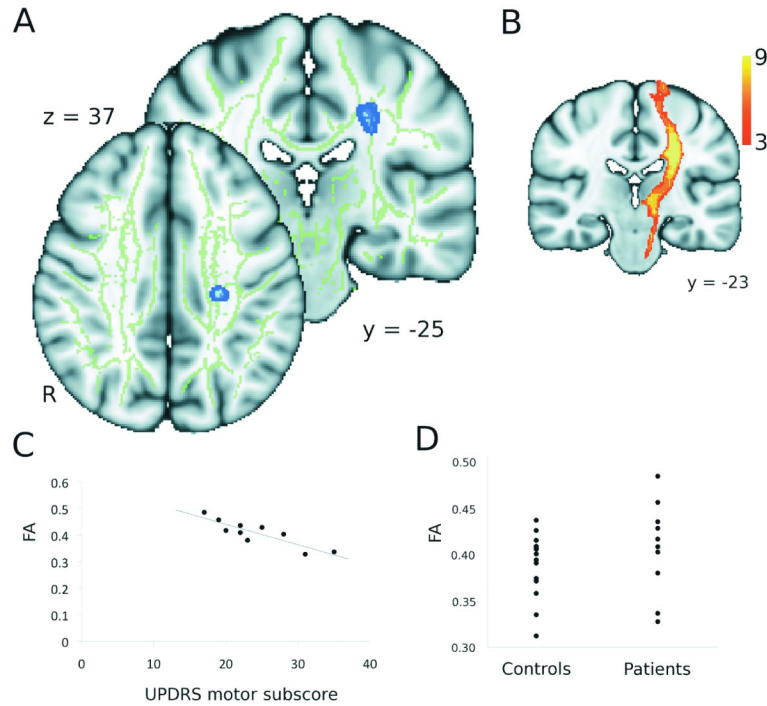 A
B
z = 37
9
3
y = -23
y = -25
R
C
D
0.6
0.5
0.4
0.3
0.2
0.1
0
FA
0
10
20
30
40
UPDRS motor subscore
0.50
0.45
0.40
0.35
0.30
FA
Controls
Patients